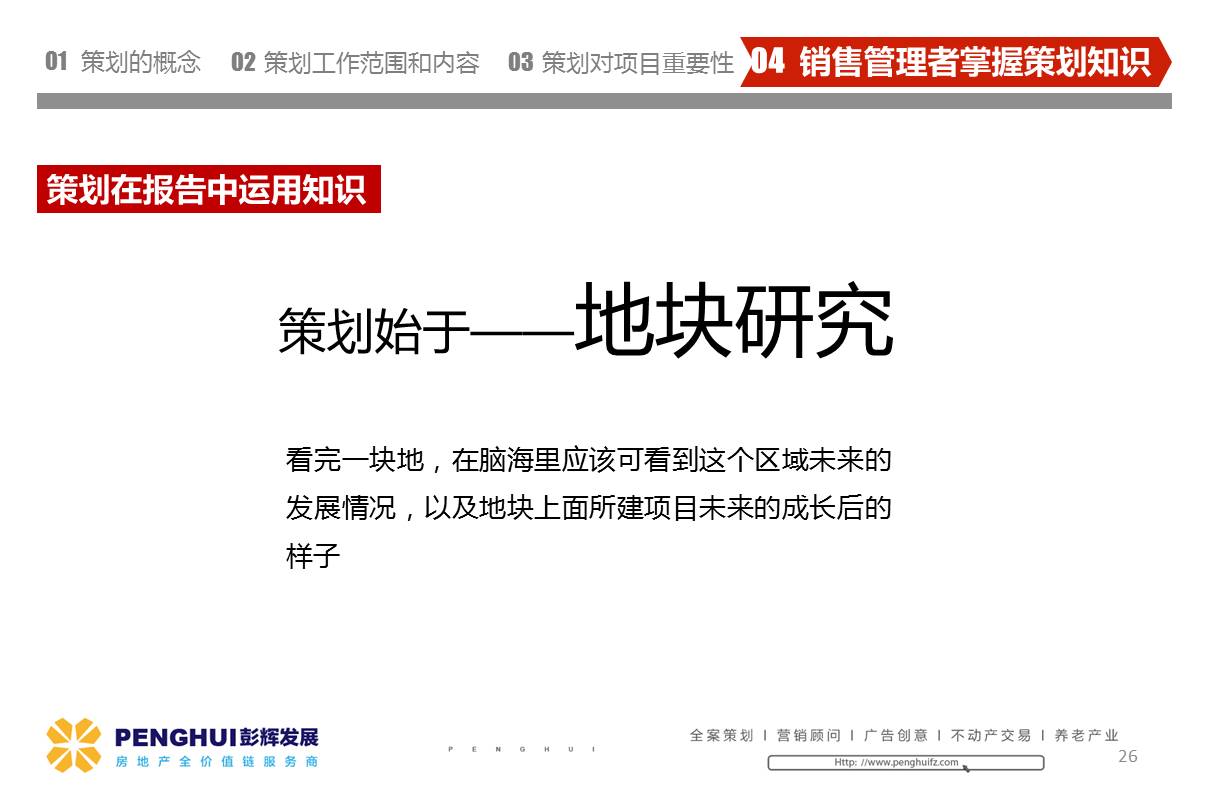 01 策划的概念 02 策划工作范围和内容 03 策划对项目重要性 04 销售管理者掌握策划知识
策划在报告中运用知识
策划始于——地块研究
看完一块地，在脑海里应该可看到这个区域未来的
发展情况，以及地块上面所建项目未来的成长后的
样子
PENGHUI彭辉发展
房地产全价值链服务商
PENGHUI
全案策划 I 营销顾问 I 广告创意 I 不动产交易 I 养老产业
Http: //www.penghuifz.com
26